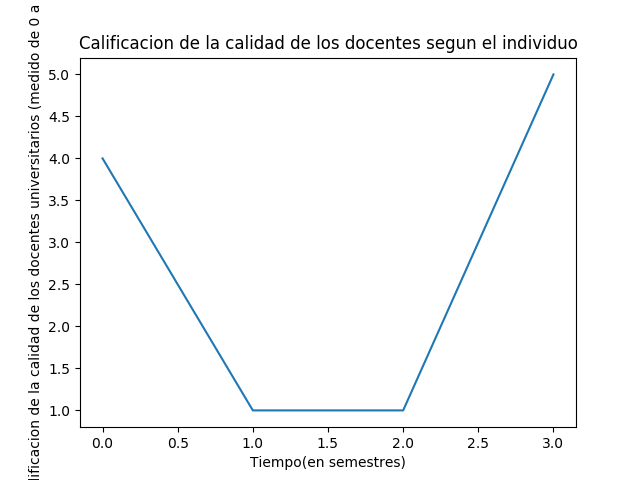 Calificacion de la calidad de los docentes segun el individuo
lificacion de la calidad de los docentes universitarios (medido de 0 a
5.0
4.5
4.0
3.5
3.0
2.5
2.0
1.5
1.0
0.0 0.5 1.0 1.5 2.0 2.5 3.0
Tiempo(en semestres)